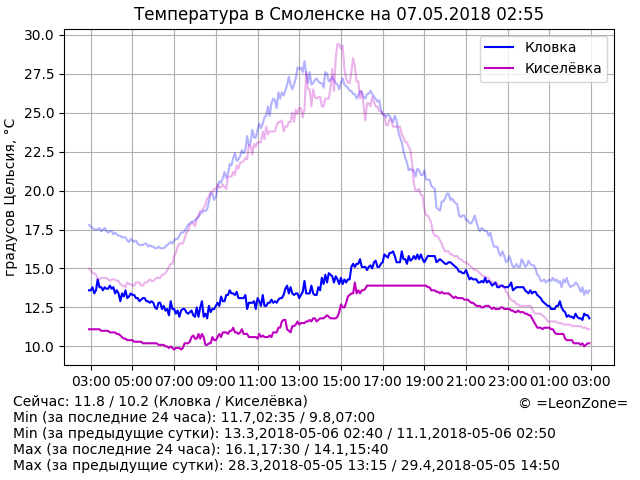 Температура в Смоленске на 07.05.2018 02:55
30.0
27.5
25.0
22.5
20.0
17.5
15.0
12.5
10.0
градусов Цельсия, °C
Кловка
Киселёвка
03:00 05:00 07:00 09:00 11:00 13:00 15:00 17:00 19:00 21:00 23:00 01:00 03:00
Сейчас: 11.8 / 10.2 (Кловка / Киселёвка)
© =LeonZone=
Min (за последние 24 часа): 11.7,02:35 / 9.8,07:00
Min (за предыдущие сутки): 13.3,2018-05-06 02:40 / 11.1,2018-05-06 02:50
Max (за последние 24 часа): 16.1,17:30 / 14.1,15:40
Max (за предыдущие сутки): 28.3,2018-05-05 13:15 / 29.4,2018-05-05 14:50